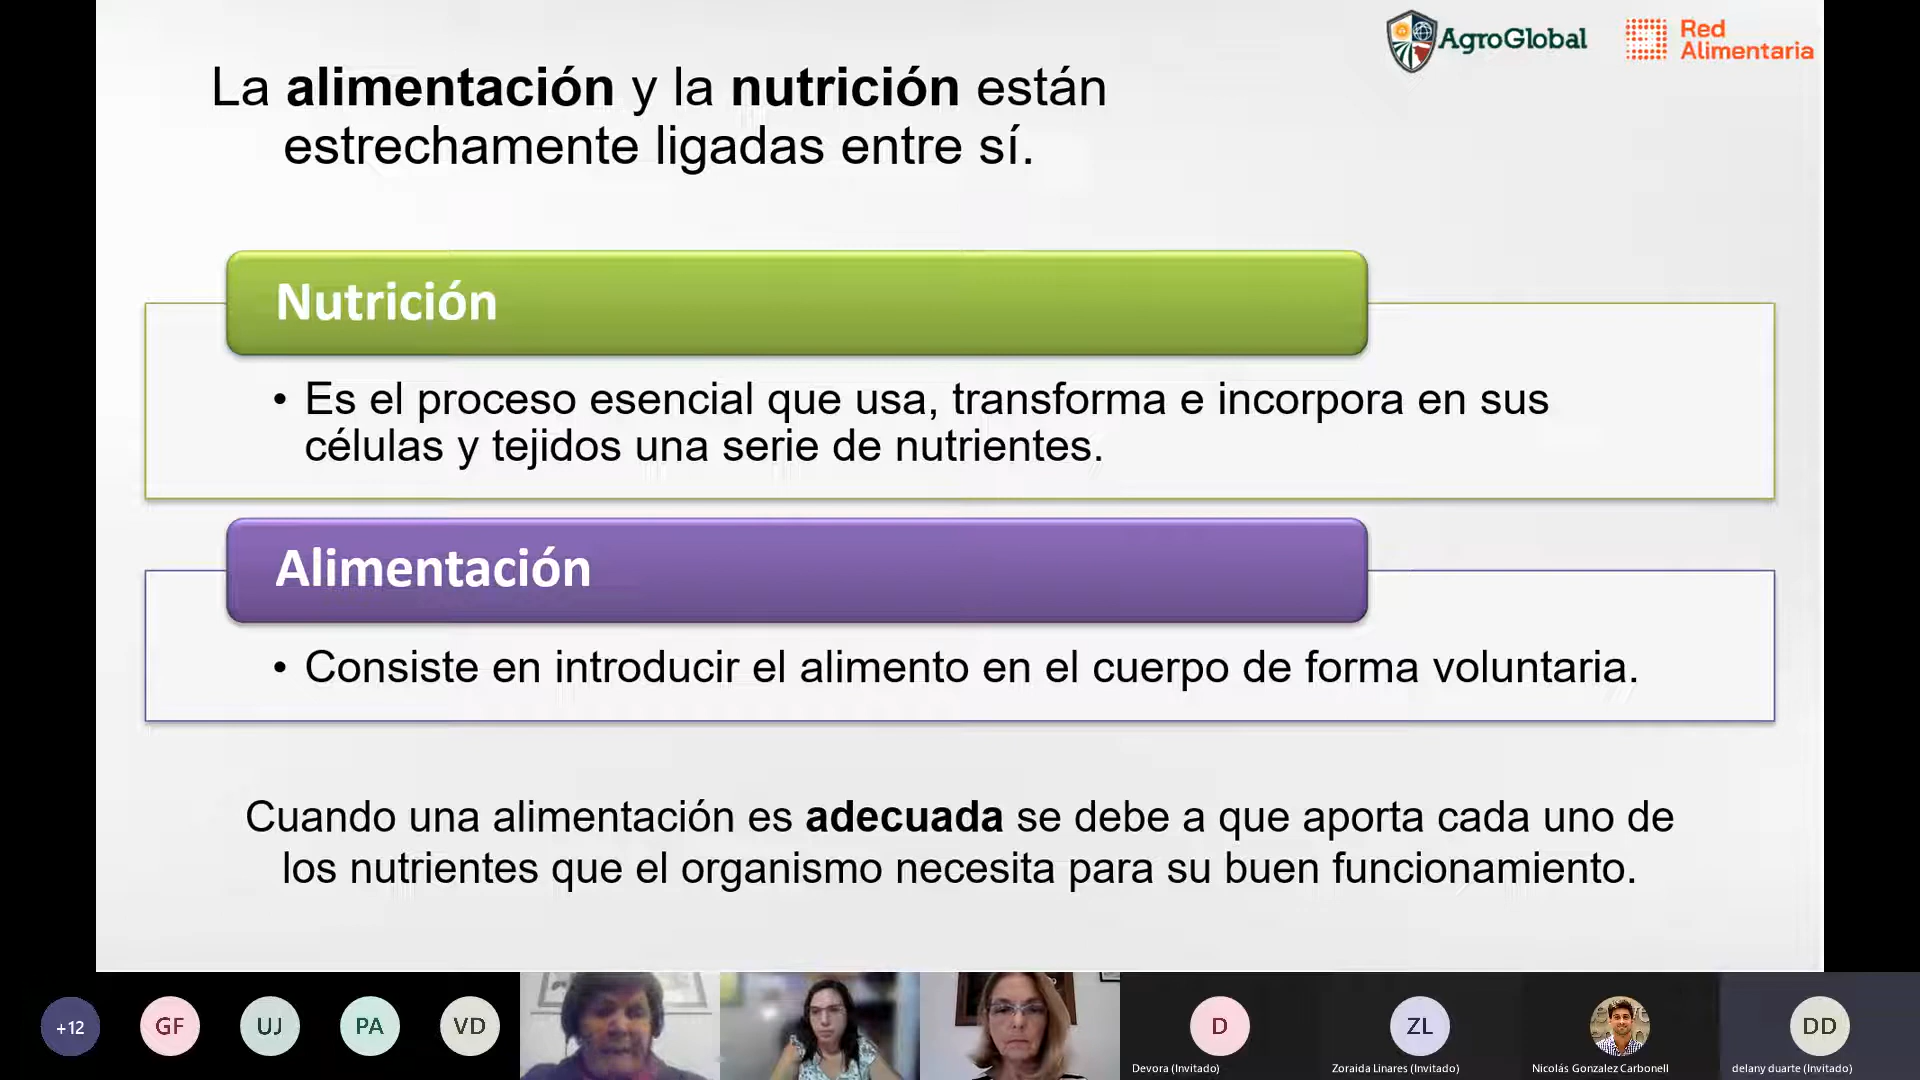 AgroGlobal
Red
Alimentaria
La alimentación y la nutrición están
estrechamente ligadas entre sí.
Nutrición
• Es el proceso esencial que usa, transforma e incorpora en sus
células y tejidos una serie de nutrientes.
Alimentación
• Consiste en introducir el alimento en el cuerpo de forma voluntaria.
Cuando una alimentación es adecuada se debe a que aporta cada uno de
los nutrientes que el organismo necesita para su buen funcionamiento.
+12
GF
UJ
PA
VD
D
ZL
DD
Devora (Invitado)
Zoraida Linares (Invitado)
Nicolás Gonzalez Carbonell
delany duarte (Invitado)